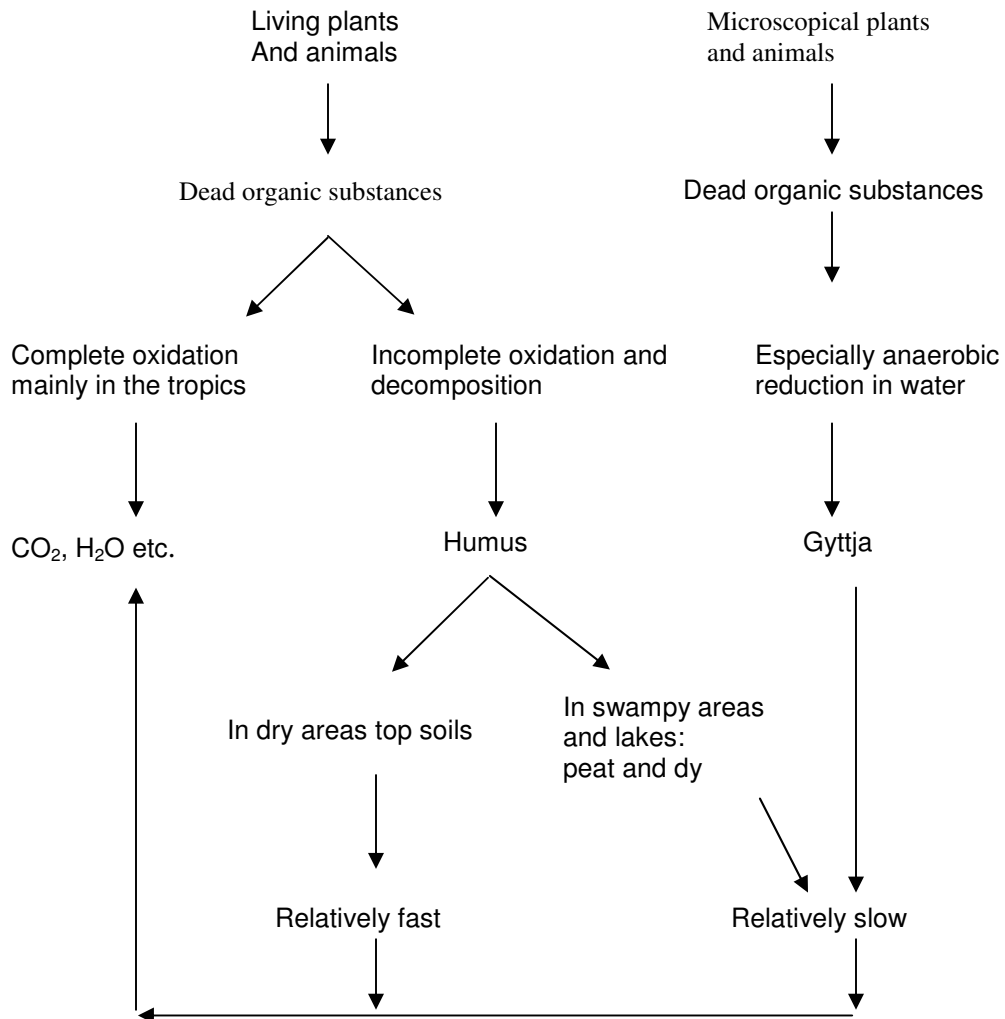 Living plants
And animals
Microscopical plants
and animals
Dead organic substances
Dead organic substances
Complete oxidation
mainly in the tropics
Incomplete oxidation and
decomposition
Especially anaerobic
reduction in water
CO₂, H₂O etc.
Humus
Gyttja
In dry areas top soils
In swampy areas
and lakes:
peat and dy
Relatively fast
Relatively slow